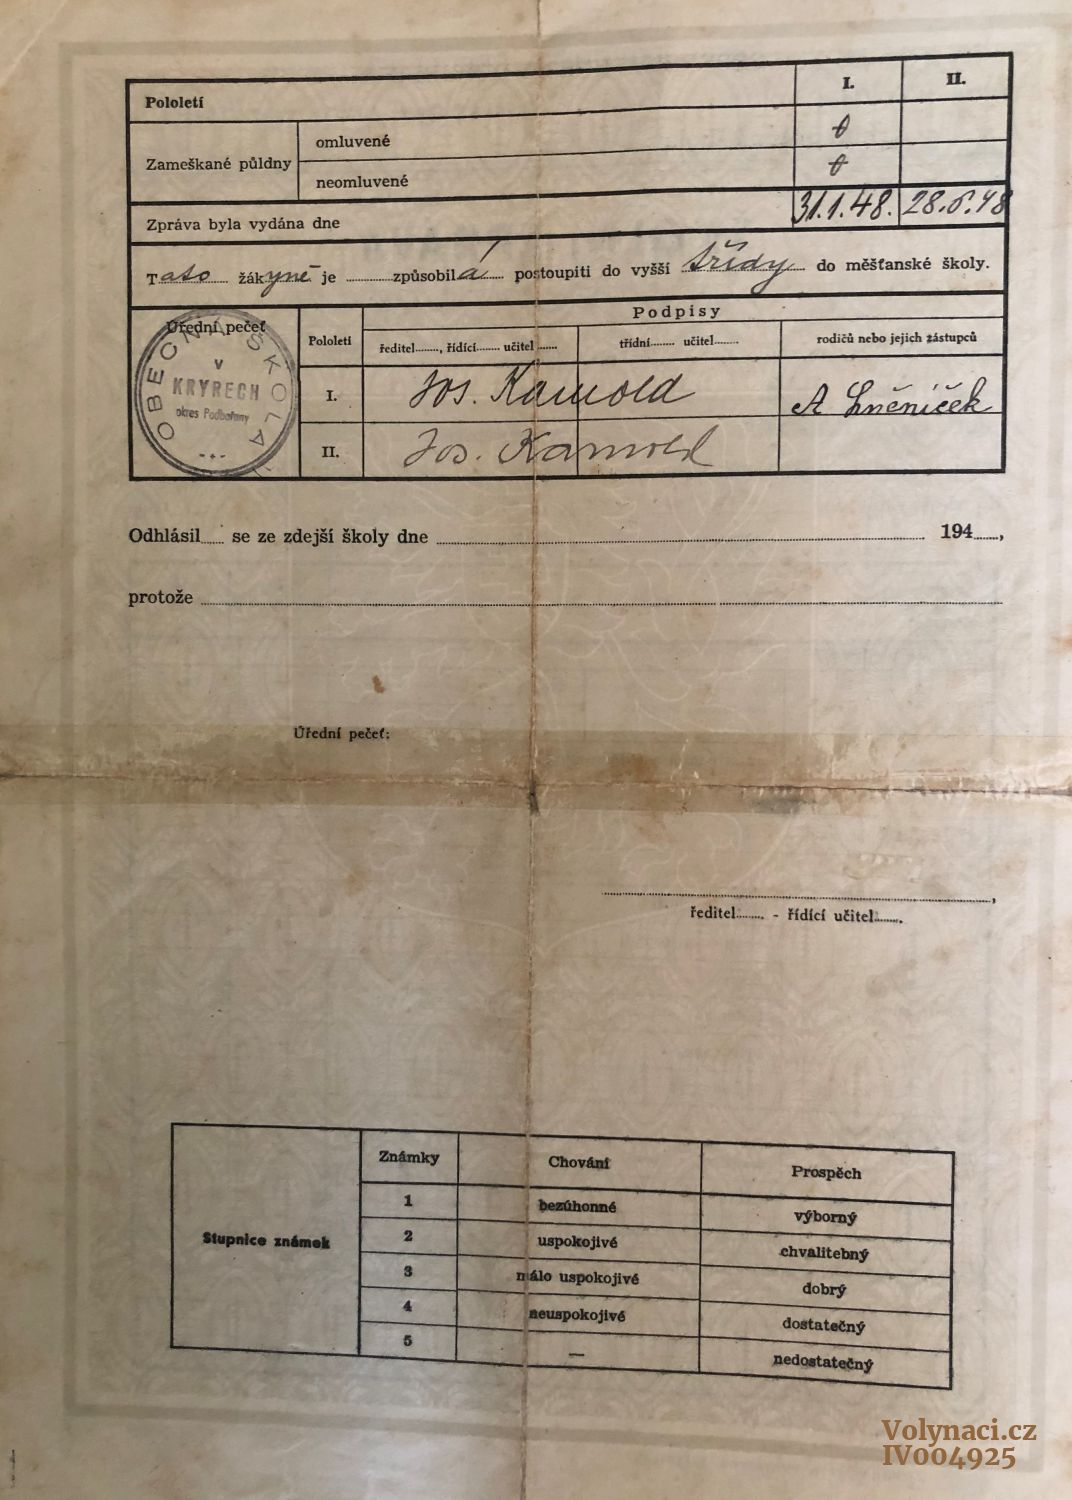 Pololetí I. II.
Zameškané půldny omluvené 0
neomluvené 0
Zpráva byla vydána dne 31.1.48. 28.6.48
Tato žákyně je ........ způsobilá postoupiti do vyšší třídy do měšťanské školy.
Úřední pečeť Pololetí Podpisy
ředitel........, řídící....... učitel ...... třídní........ učitel........ rodičů nebo jejich zástupců
OBECNÁ ŠKOLA
v
KRYRECH
okres Podbořany
I. Jos. Kamold A Lněníček
II. Jos. Kamold
Odhlásil..... se ze zdejší školy dne ........ 194.....,
protože ........
Úřední pečeť:
ředitel....... - řídící učitel.......
Stupnice známek
Známky Chování Prospěch
1 bezúhonné výborný
2 uspokojivé chvalitebný
3 málo uspokojivé dobrý
4 neuspokojivé dostatečný
5 — nedostatečný
Volynaci.cz
IV004925